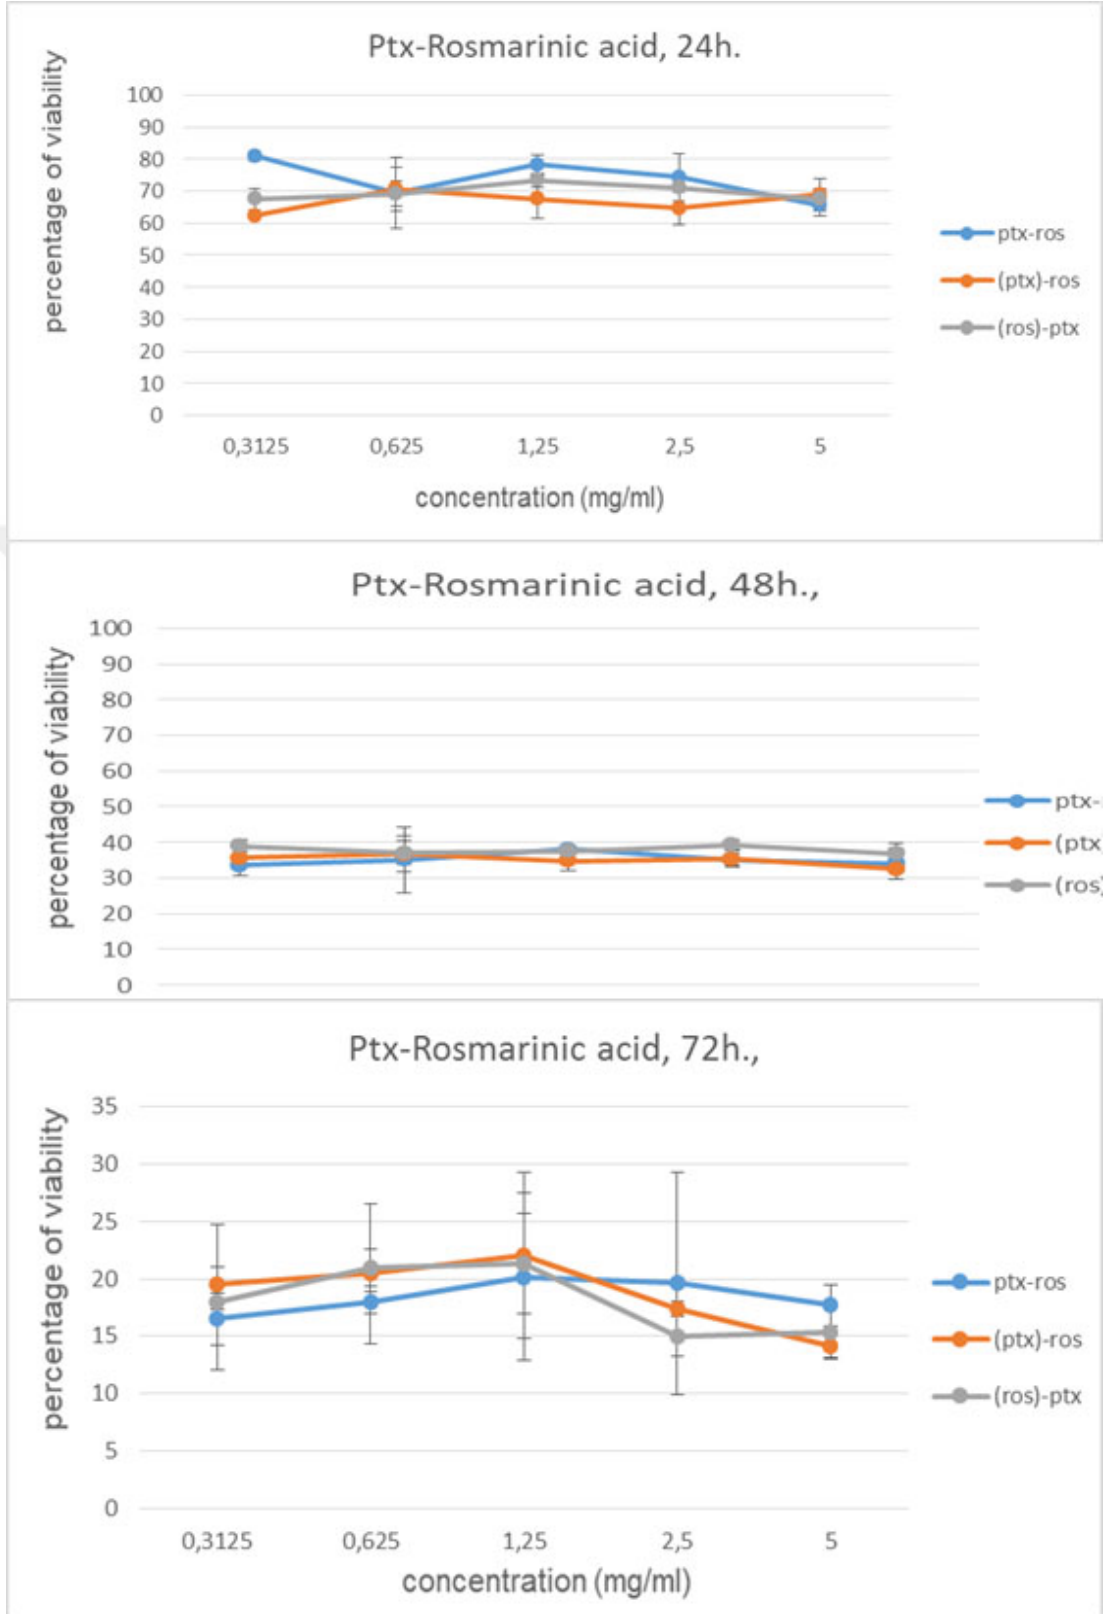 Ptx-Rosmarinic acid, 24h.
percentage of viability
100
90
80
70
60
50
40
30
20
10
0
0,3125 0,625 1,25 2,5 5
concentration (mg/ml)
ptx-ros
(ptx)-ros
(ros)-ptx
Ptx-Rosmarinic acid, 48h.,
percentage of viability
100
90
80
70
60
50
40
30
20
10
0
ptx-
(ptx
(ros)
Ptx-Rosmarinic acid, 72h.,
percentage of viability
35
30
25
20
15
10
5
0
0,3125 0,625 1,25 2,5 5
concentration (mg/ml)
ptx-ros
(ptx)-ros
(ros)-ptx